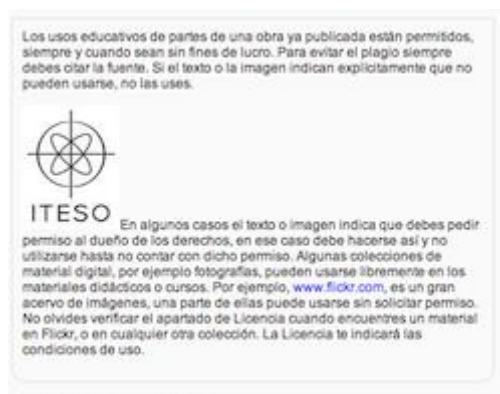 Los usos educativos de partes de una obra ya publicada están permitidos,
siempre y cuando sean sin fines de lucro. Para evitar el plagio siempre
debes citar la fuente. Si el texto o la imagen indican explícitamente que no
pueden usarse, no las uses.
ITESO
En algunos casos el texto o imagen indica que debes pedir
permiso al dueño de los derechos, en ese caso debe hacerse así y no
utilizarse hasta no contar con dicho permiso. Algunas colecciones de
material digital, por ejemplo fotografías, pueden usarse libremente en los
materiales didácticos o cursos. Por ejemplo, www.flickr.com, es un gran
acervo de imágenes, una parte de ellas puede usarse sin solicitar permiso.
No olvides verificar el apartado de Licencia cuando encuentres un material
en Flickr, o en cualquier otra colección. La Licencia te indicará las
condiciones de uso.